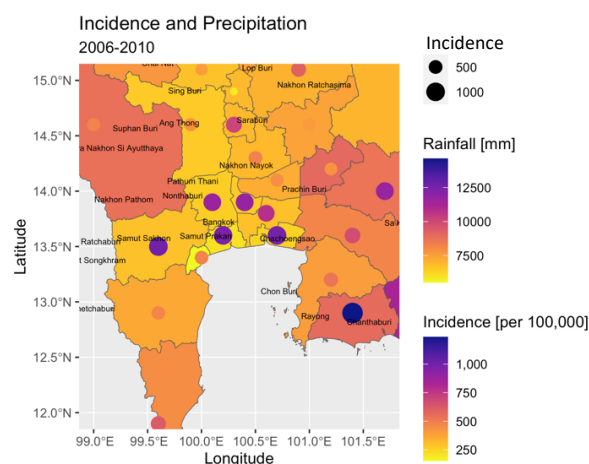 Incidence and Precipitation
2006-2010
Incidence
500
1000
Rainfall [mm]
12500
10000
7500
Incidence [per 100,000]
1,000
750
500
250
Latitude
15.0°N
14.5°N
14.0°N
13.5°N
13.0°N
12.5°N
12.0°N
Lop Buri
Nakhon Ratchasima
Sing Buri
Suphan Buri
Ang Thong
Saraburi
a Nakhon Si Ayutthaya
Nakhon Nayok
Pathum Thani
Prachin Buri
Nakhon Pathom
Nonthaburi
Bangkok
Sa K
Ratchaburi
Samut Sakhon
Samut Prakan
Chachoengsao
t Songkhram
Chon Buri
etchaburi
Rayong
Chanthaburi
99.0°E
99.5°E
100.0°E
100.5°E
101.0°E
101.5°E
Longitude